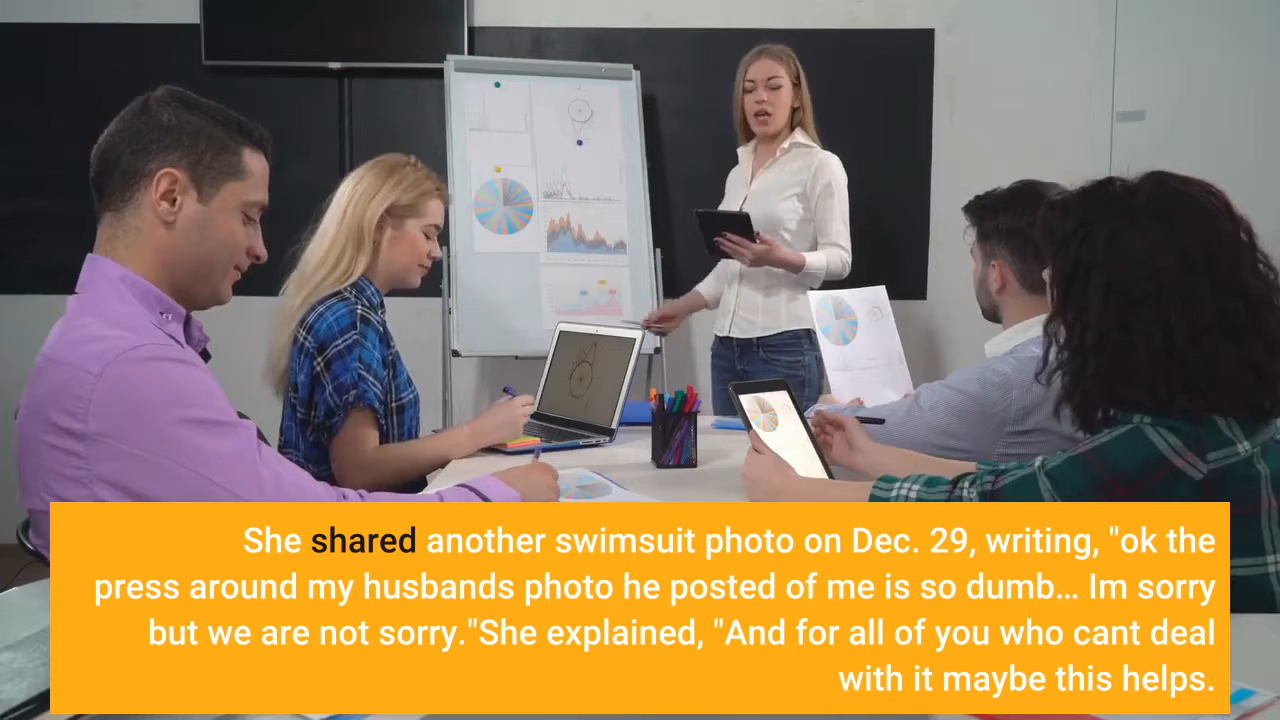 She shared another swimsuit photo on Dec. 29, writing, "ok the
press around my husbands photo he posted of me is so dumb… Im sorry
but we are not sorry."She explained, "And for all of you who cant deal
with it maybe this helps.